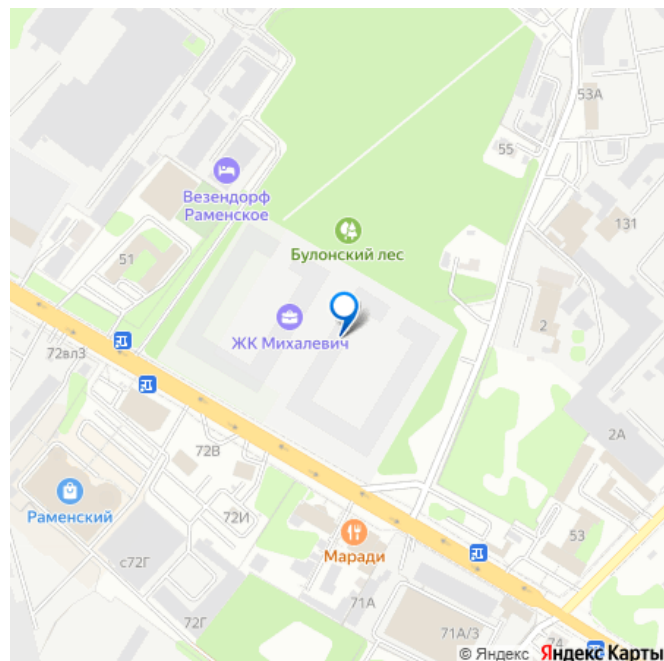 53А
55
Везендорф
Раменское
131
Булонский лес
51
2
ЖК Михалевич
72вл3
2А
72В
Раменский
72И
53
Маради
с72Г
71А
72Г
71А/3
74
© Яндекс Яндекс Карты